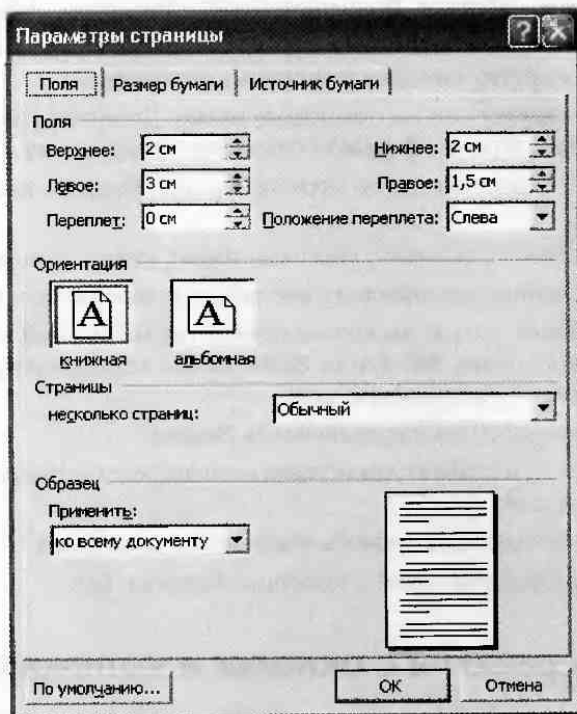 Параметры страницы
Поля Размер бумаги Источник бумаги
Поля
Верхнее: 2 см Нижнее: 2 см
Левое: 3 см Правое: 1,5 см
Переплет: 0 см Положение переплета: Слева
Ориентация
A A
книжная альбомная
Страницы
несколько страниц: Обычный
Образец
Применить:
ко всему документу
По умолчанию... ОК Отмена